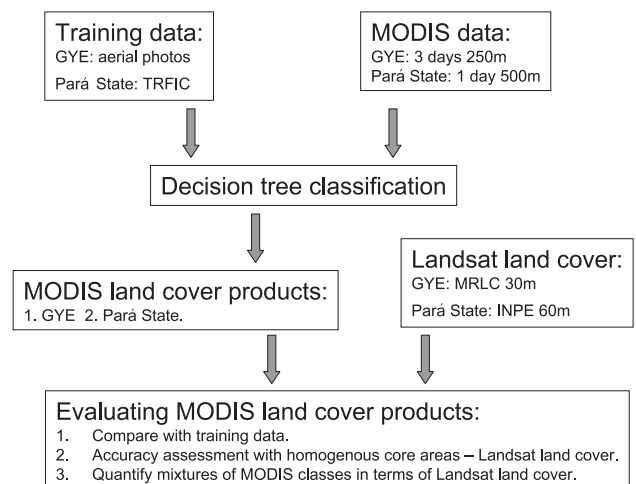 Training data:
GYE: aerial photos
Pará State: TRFIC
MODIS data:
GYE: 3 days 250m
Pará State: 1 day 500m
Decision tree classification
MODIS land cover products:
1. GYE 2. Pará State.
Landsat land cover:
GYE: MRLC 30m
Pará State: INPE 60m
Evaluating MODIS land cover products:
1. Compare with training data.
2. Accuracy assessment with homogenous core areas – Landsat land cover.
3. Quantify mixtures of MODIS classes in terms of Landsat land cover.